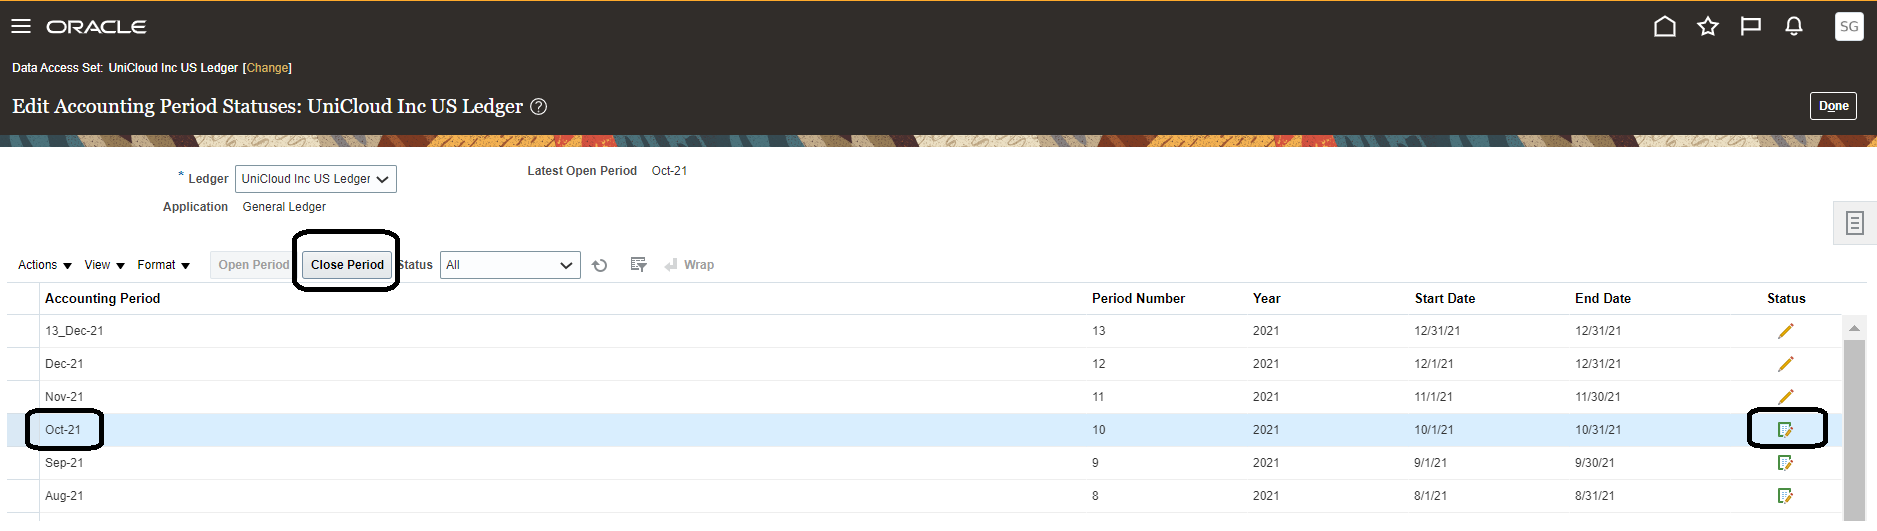 ORACLE
SG
Data Access Set: UniCloud Inc US Ledger [Change]
Edit Accounting Period Statuses: UniCloud Inc US Ledger ?
Done
* Ledger UniCloud Inc US Ledger Latest Open Period Oct-21
Application General Ledger
Actions View Format Open Period Close Period Status All Wrap
Accounting Period Period Number Year Start Date End Date Status
13_Dec-21 13 2021 12/31/21 12/31/21
Dec-21 12 2021 12/1/21 12/31/21
Nov-21 11 2021 11/1/21 11/30/21
Oct-21 10 2021 10/1/21 10/31/21
Sep-21 9 2021 9/1/21 9/30/21
Aug-21 8 2021 8/1/21 8/31/21